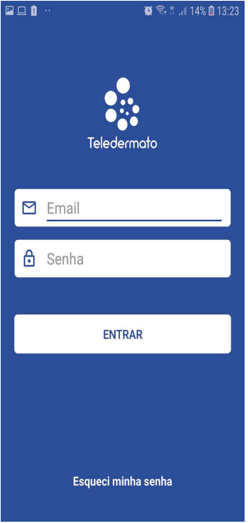 14% 13:23
Teledermato
Email
Senha
ENTRAR
Esqueci minha senha